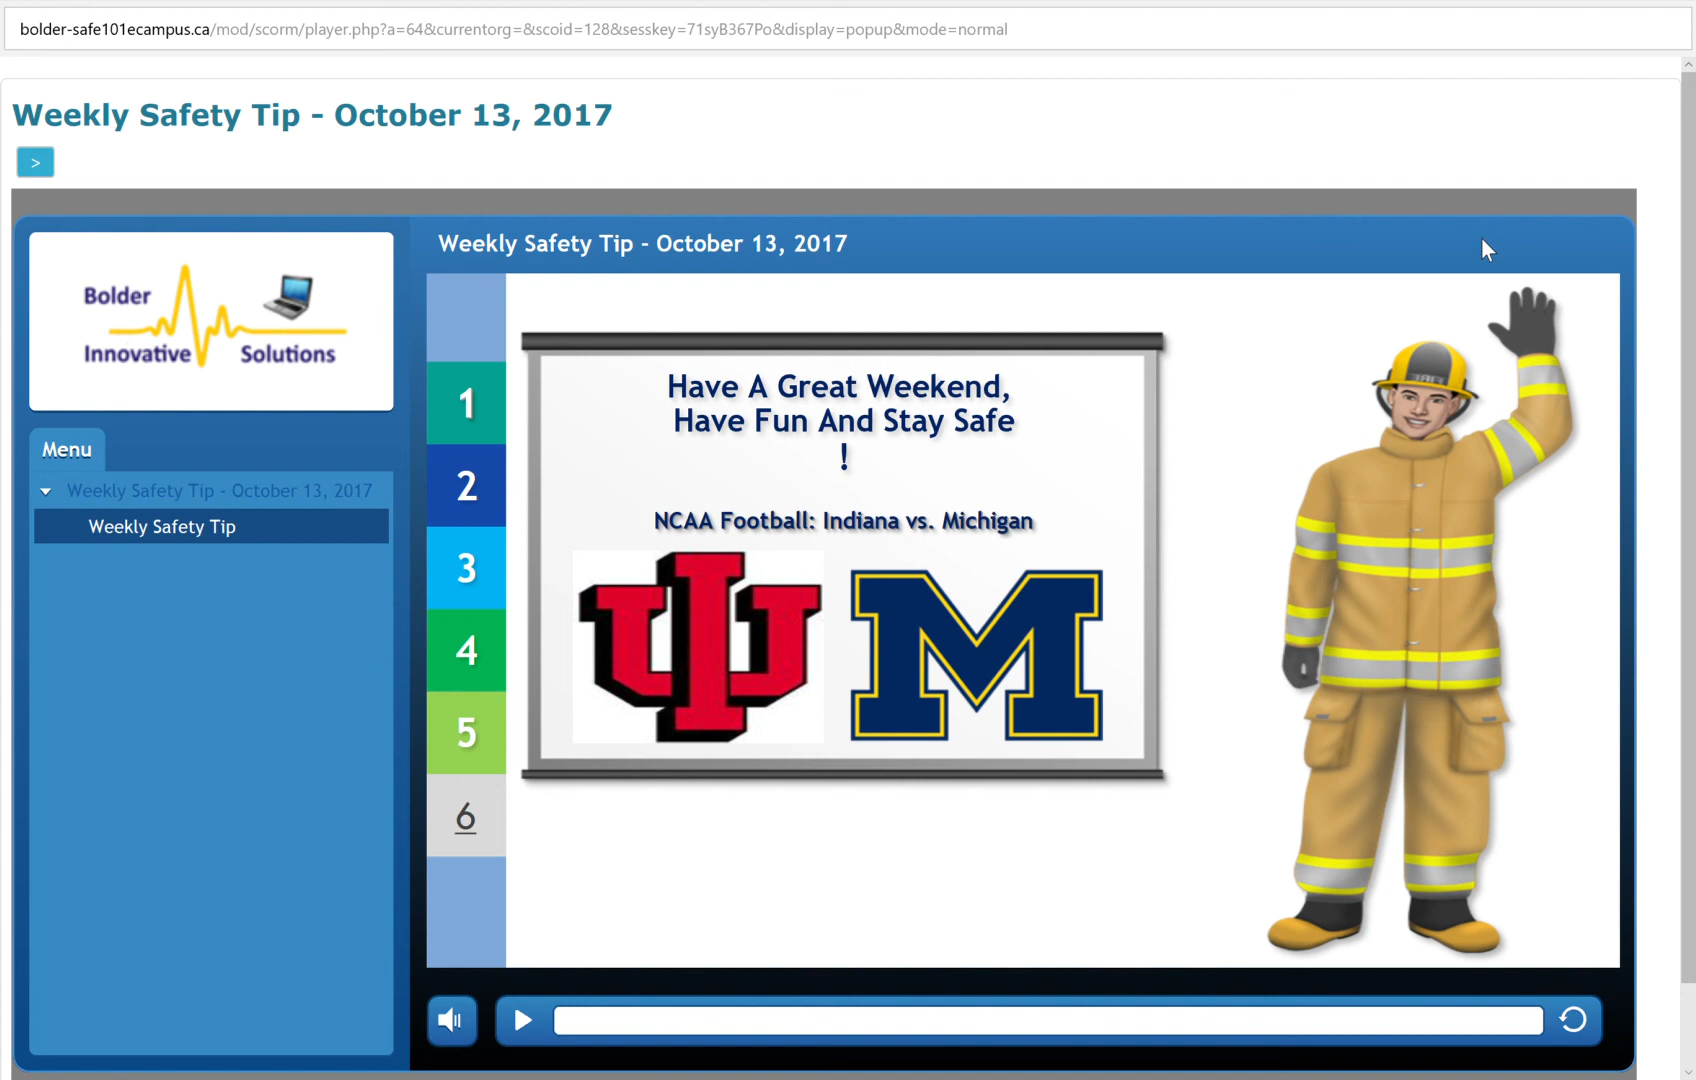 bolder-safe101ecampus.ca/mod/scorm/player.php?a=64&currentorg=&scoid=128&sesskey=71syB367Po&display=popup&mode=normal
Weekly Safety Tip - October 13, 2017
>
Bolder
Innovative Solutions
Menu
Weekly Safety Tip - October 13, 2017
Weekly Safety Tip
Weekly Safety Tip - October 13, 2017
1
2
3
4
5
6
Have A Great Weekend,
Have Fun And Stay Safe
!
NCAA Football: Indiana vs. Michigan
M